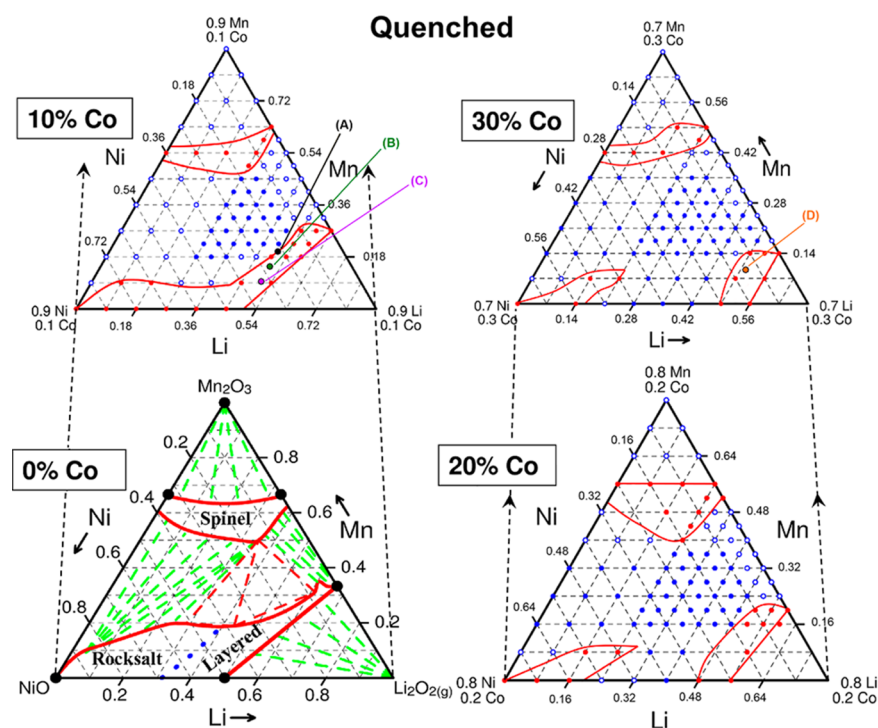 Quenched
10% Co
0.9 Mn
0.1 Co
0.18
0.36
0.54
0.72
Ni
0.72
0.54
0.36
0.18
Mn
(A)
(B)
(C)
0.9 Ni
0.1 Co
0.18
0.36
0.54
0.72
0.9 Li
0.1 Co
Li →
30% Co
0.7 Mn
0.3 Co
0.14
0.28
0.42
0.56
Ni
0.56
0.42
0.28
0.14
Mn
(D)
0.7 Ni
0.3 Co
0.14
0.28
0.42
0.56
0.7 Li
0.3 Co
Li→
0% Co
Mn₂O₃
0.2
0.4
0.6
0.8
Ni
0.8
0.6
0.4
0.2
Mn
Spinel
Rocksalt
Layered
NiO
0.2
0.4
0.6
0.8
Li₂O₂(g)
Li→
20% Co
0.8 Mn
0.2 Co
0.16
0.32
0.48
0.64
Ni
0.64
0.48
0.32
0.16
Mn
0.8 Ni
0.2 Co
0.16
0.32
0.48
0.64
0.8 Li
0.2 Co
Li